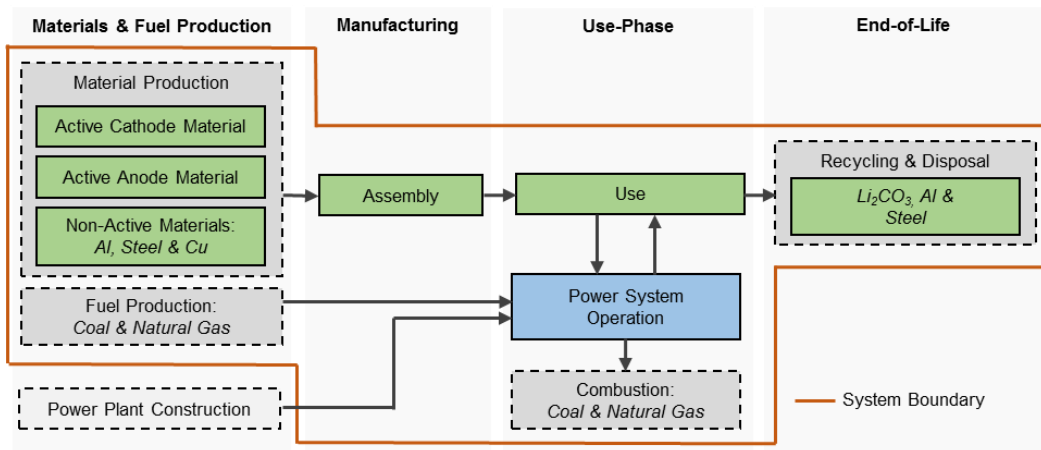 Materials & Fuel Production
Manufacturing
Use-Phase
End-of-Life
Material Production
Active Cathode Material
Active Anode Material
Non-Active Materials:
Al, Steel & Cu
Fuel Production:
Coal & Natural Gas
Power Plant Construction
Assembly
Use
Power System
Operation
Combustion:
Coal & Natural Gas
Recycling & Disposal
Li₂CO₃, Al &
Steel
System Boundary